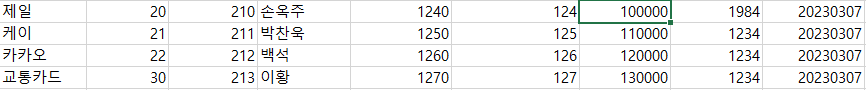 제일 20 210 손옥주 1240 124 100000 1984 20230307
케이 21 211 박찬욱 1250 125 110000 1234 20230307
카카오 22 212 백석 1260 126 120000 1234 20230307
교통카드 30 213 이황 1270 127 130000 1234 20230307